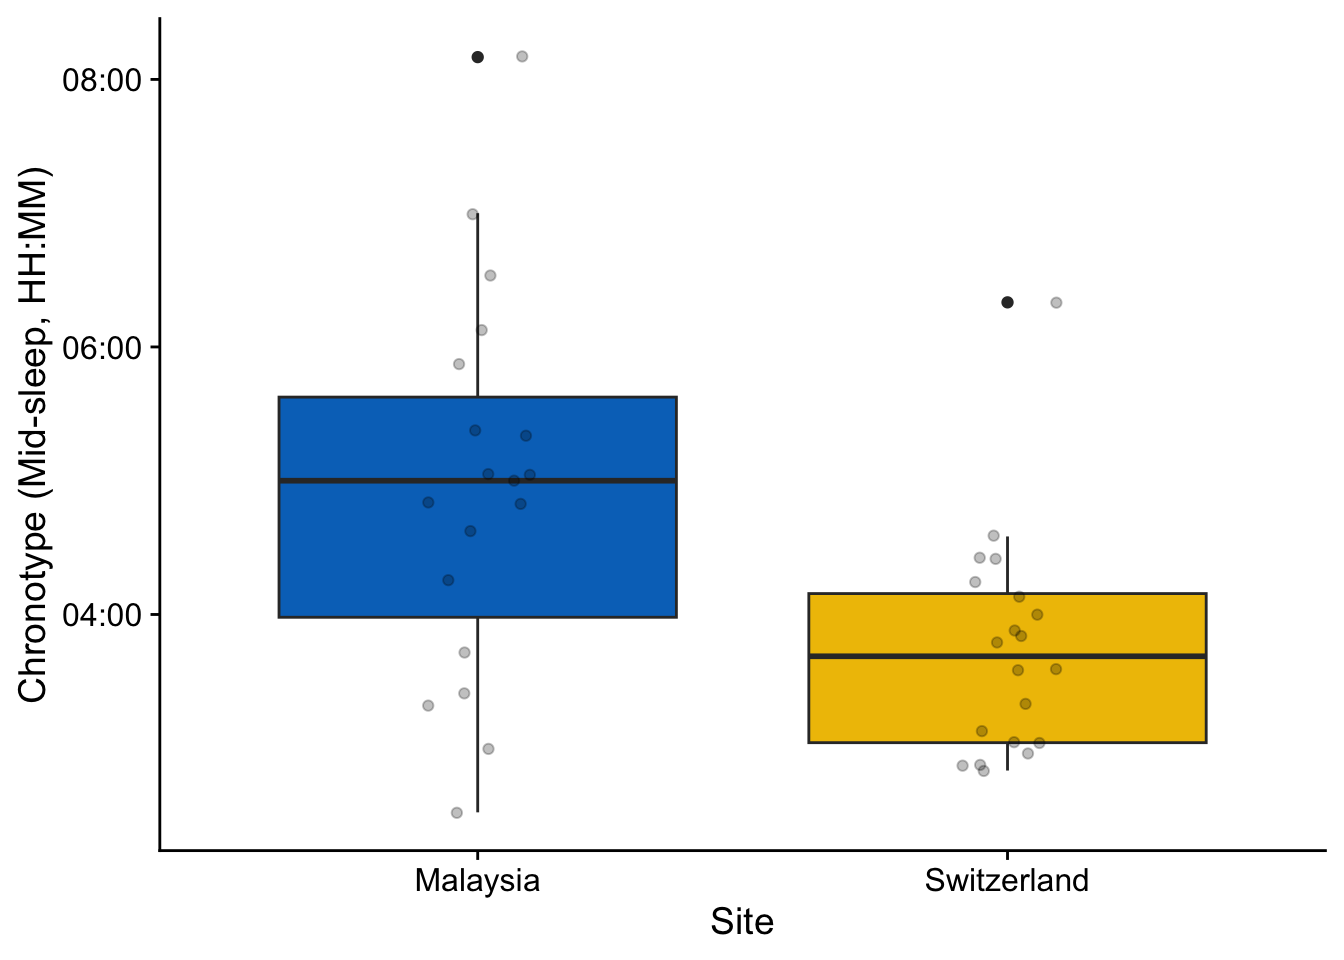 Chronotype (Mid-sleep, HH:MM)
08:00
06:00
04:00
Malaysia
Switzerland
Site